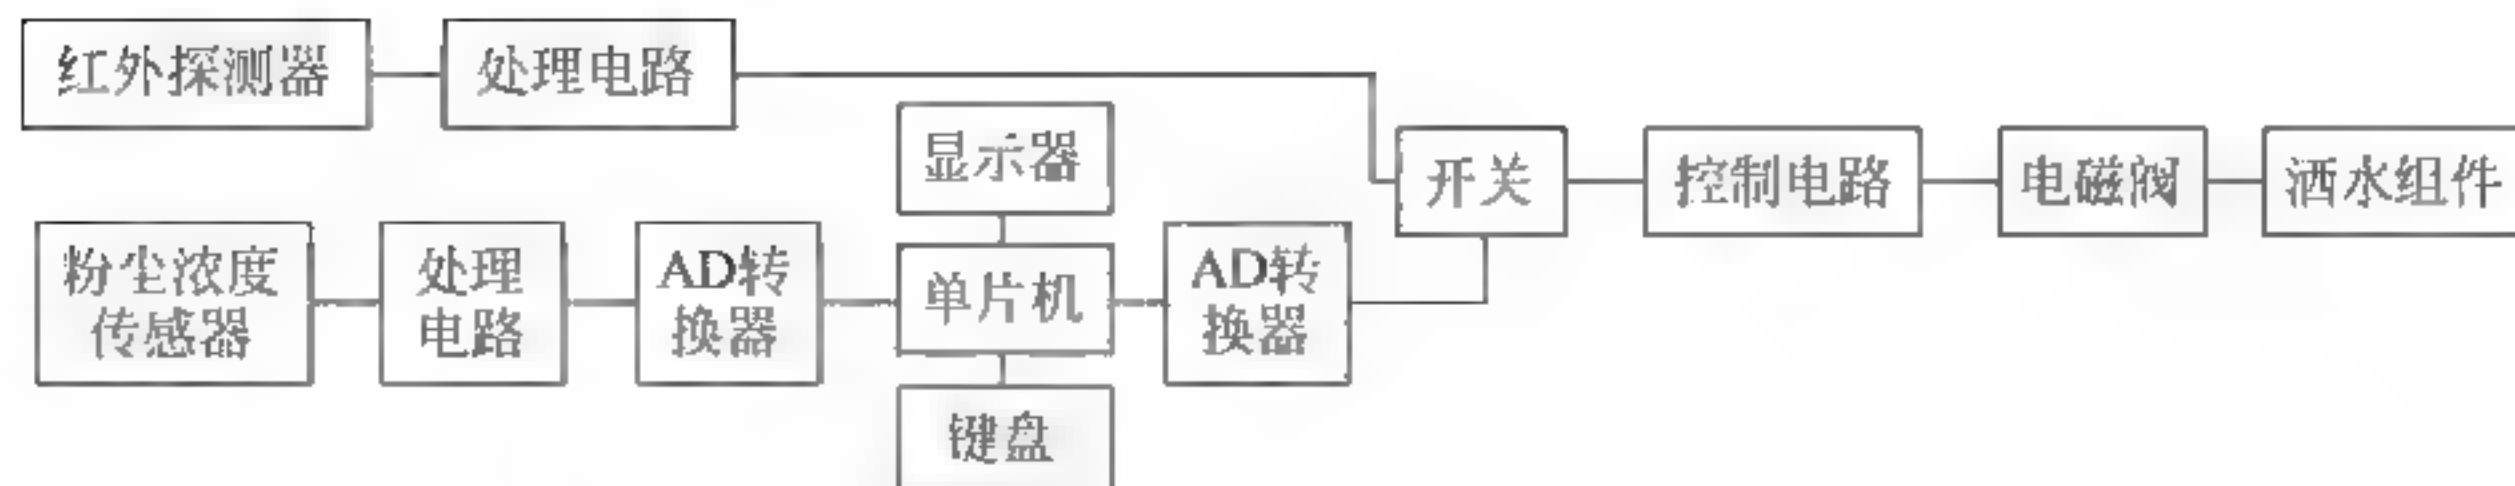 红外探测器
处理电路
显示器
开关
控制电路
电磁阀
洒水组件
粉尘浓度
传感器
处理
电路
AD转
换器
单片机
AD转
换器
键盘